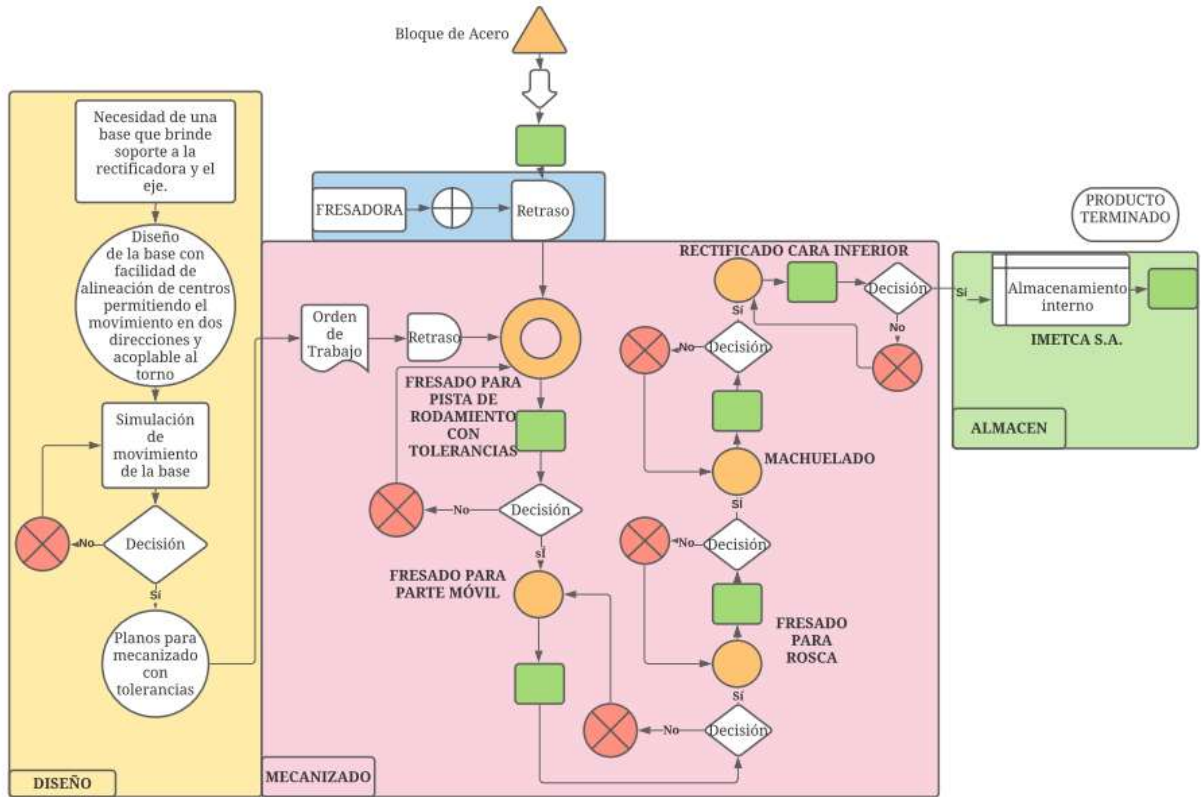 Bloque de Acero
Necesidad de una
base que brinde
soporte a la
rectificadora y el
eje.
Diseño
de la base con
facilidad de
alineación de centros
permitiendo el
movimiento en dos
direcciones y
acoplable al
torno
Simulación
de
movimiento
de la base
No
Decisión
Sí
Planos para
mecanizado
con
tolerancias
DISEÑO
FRESADORA
Retraso
Orden
de
Trabajo
Retraso
FRESADO PARA
PISTA DE
RODAMIENTO
CON
TOLERANCIAS
No
Decisión
sÍ
FRESADO PARA
PARTE MÓVIL
No
Decisión
Sí
FRESADO
PARA
ROSCA
No
Decisión
SÍ
MACHUELADO
No
Decisión
Sí
RECTIFICADO CARA INFERIOR
Decisión
No
Sí
MECANIZADO
PRODUCTO
TERMINADO
Almacenamiento
interno
IMETCA S.A.
ALMACEN